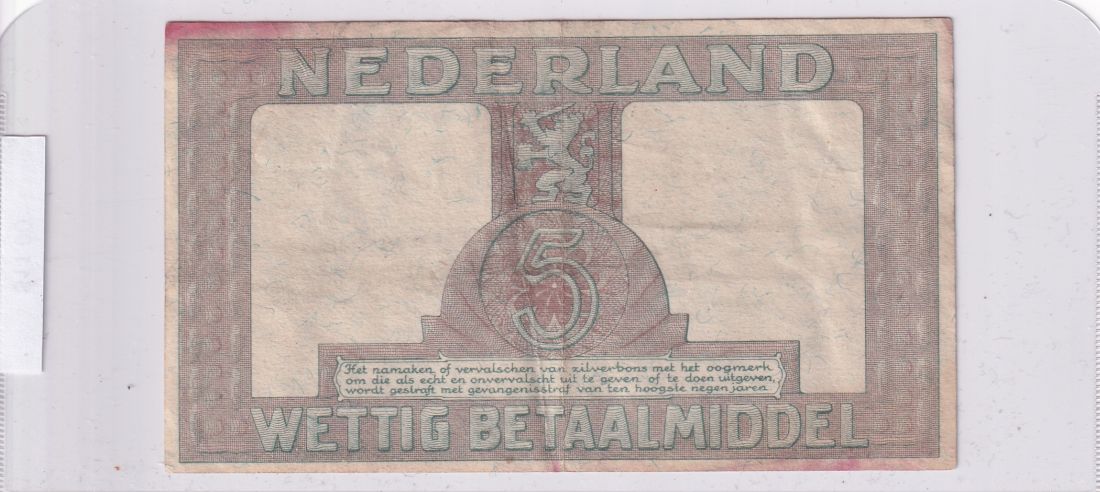 NEDERLAND
5
Het namaken of vervalschen van zilverbons met het oogmerk
om die als echt en onvervalscht uit te geven of te doen uitgeven,
wordt gestraft met gevangenisstraf van ten hoogste negen jaren.
WETTIG BETAALMIDDEL